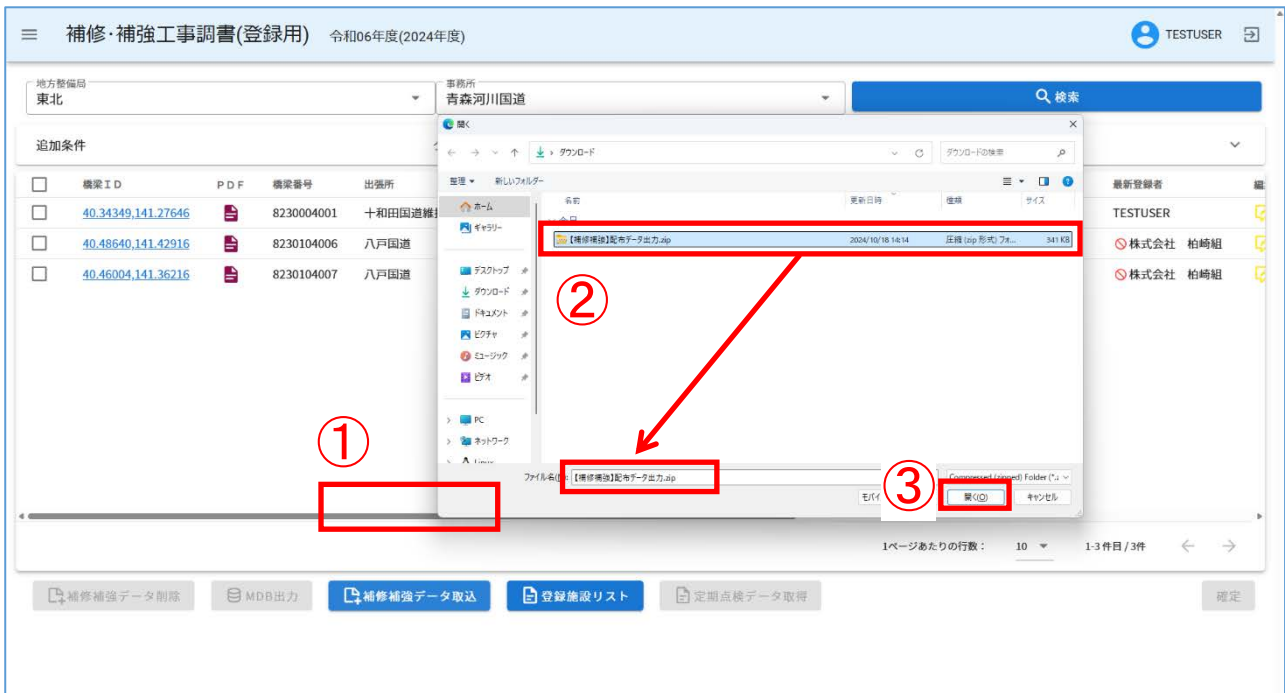 補修・補強工事調書(登録用) 令和06年度(2024年度) TESTUSER
地方整備局
東北
事務所
青森河川国道
検索
追加条件
橋梁ID PDF 橋梁番号 出張所 最新登録者
40.34349,141.27646 8230004001 十和田国道維 TESTUSER
40.48640,141.42916 8230104006 八戸国道 株式会社 柏崎組
40.46004,141.36216 8230104007 八戸国道 株式会社 柏崎組
開く
ダウンロード ダウンロードの検索
整理 新しいフォルダー
名前 更新日時 種類 サイズ
今日
【補修補強】配布データ出力.zip 2024/10/18 14:14 圧縮 (zip 形式) フォ... 341 KB
ホーム
ギャラリー
デスクトップ
ダウンロード
ドキュメント
ピクチャ
ミュージック
ビデオ
PC
ネットワーク
Linux
ファイル名(N): 【補修補強】配布データ出力.zip Compressed (zipped) Folder (*.z
モバイ 開く(O) キャンセル
①
②
③
1ページあたりの行数： 10 1-3 件目 / 3件
補修補強データ削除 MDB出力 補修補強データ取込 登録施設リスト 定期点検データ取得 確定